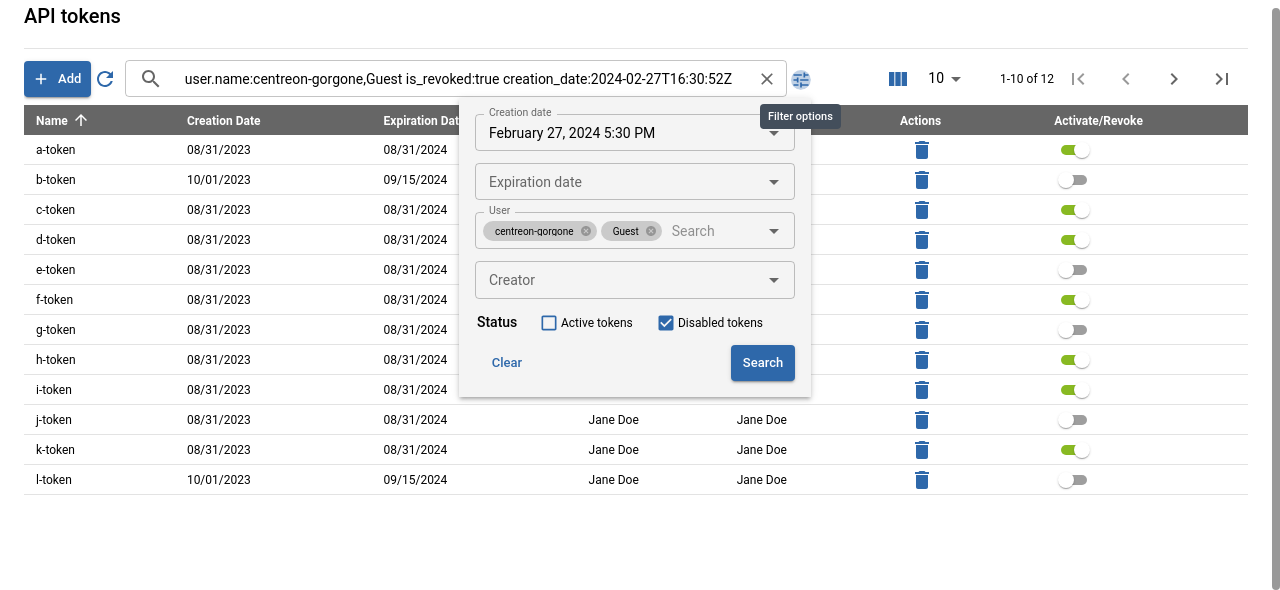 API tokens
Add
user.name:centreon-gorgone,Guest is_revoked:true creation_date:2024-02-27T16:30:52Z
10
1-10 of 12
Filter options
Name Creation Date Expiration Dat Actions Activate/Revoke
Creation date
February 27, 2024 5:30 PM
Expiration date
User
centreon-gorgone Guest Search
Creator
Status Active tokens Disabled tokens
Clear Search
a-token 08/31/2023 08/31/2024
b-token 10/01/2023 09/15/2024
c-token 08/31/2023 08/31/2024
d-token 08/31/2023 08/31/2024
e-token 08/31/2023 08/31/2024
f-token 08/31/2023 08/31/2024
g-token 08/31/2023 08/31/2024
h-token 08/31/2023 08/31/2024
i-token 08/31/2023 08/31/2024
j-token 08/31/2023 08/31/2024 Jane Doe Jane Doe
k-token 08/31/2023 08/31/2024 Jane Doe Jane Doe
l-token 10/01/2023 09/15/2024 Jane Doe Jane Doe